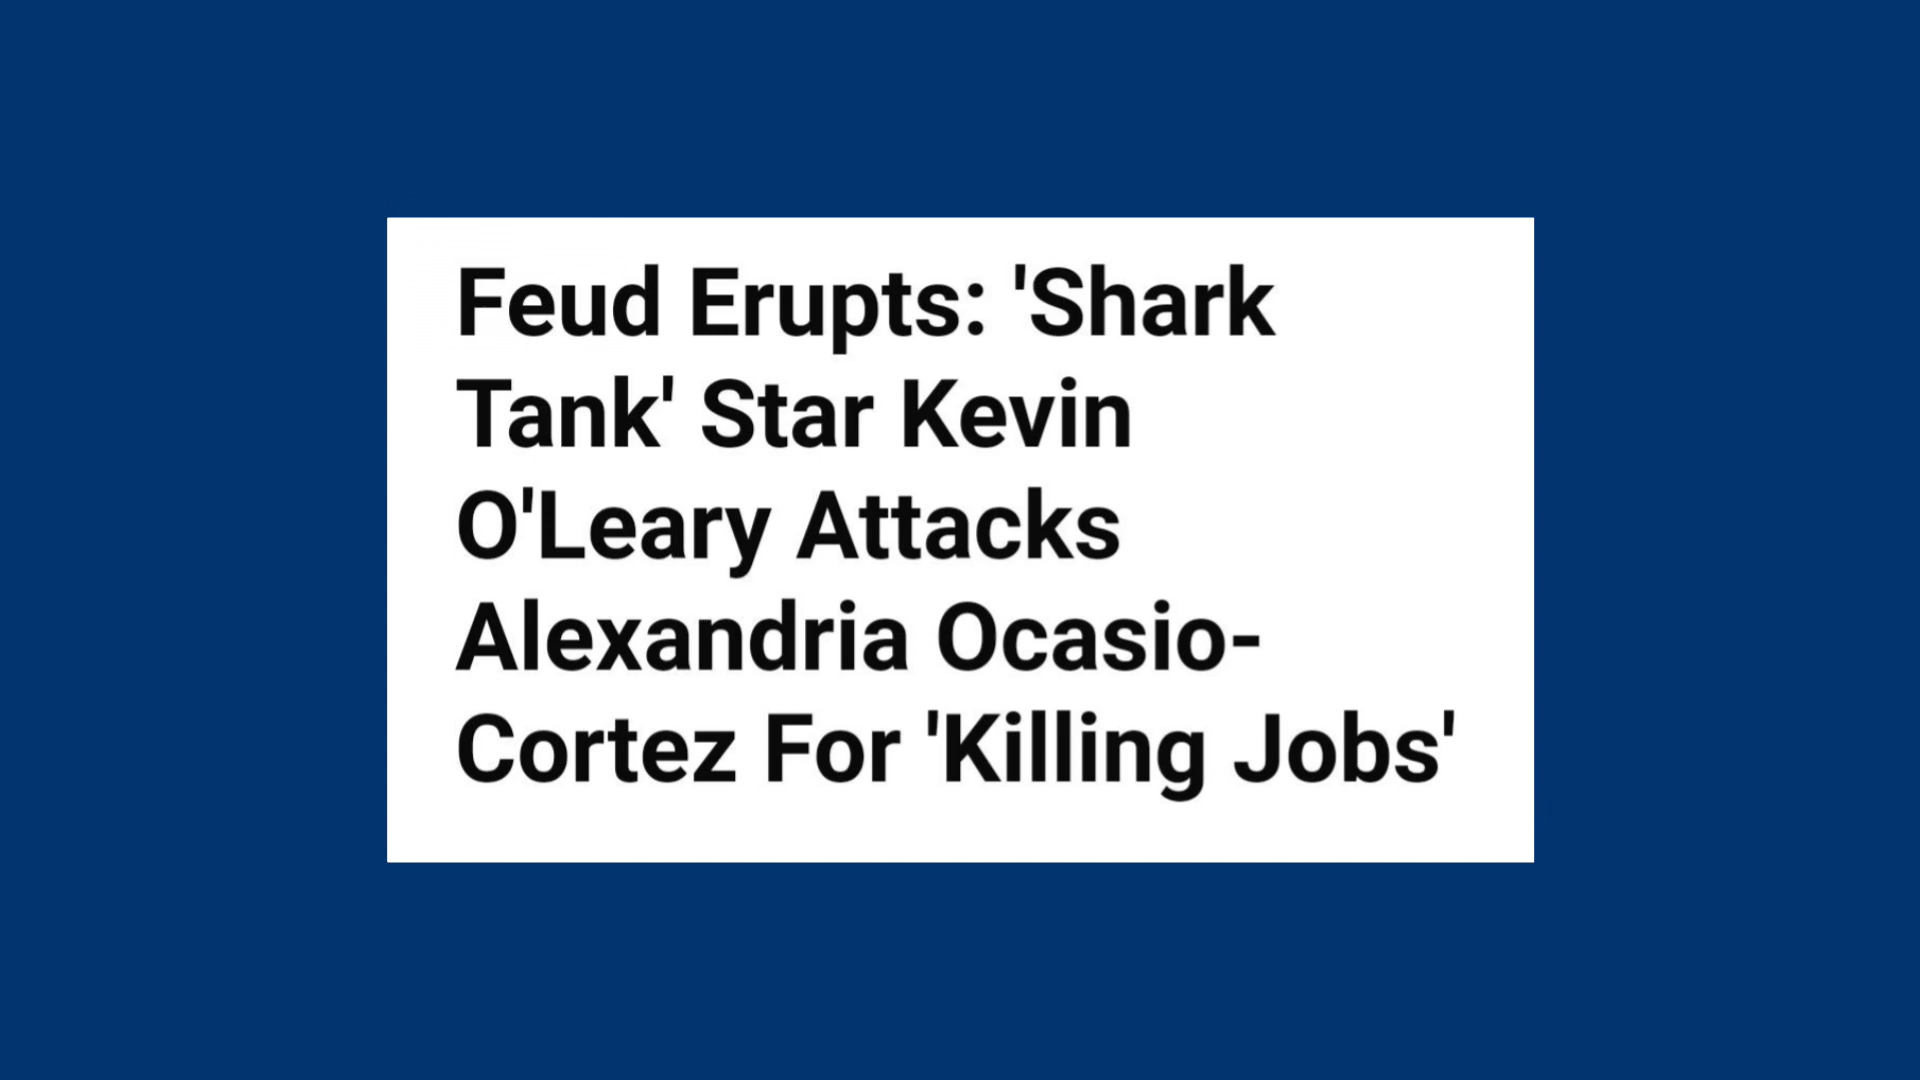 Feud Erupts: 'Shark
Tank' Star Kevin
O'Leary Attacks
Alexandria Ocasio-
Cortez For 'Killing Jobs'